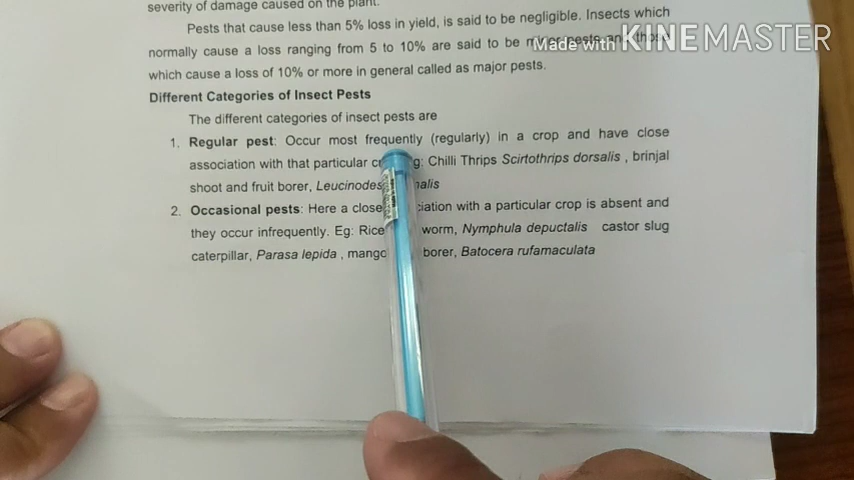 severity of damage caused on the plant.
Pests that cause less than 5% loss in yield, is said to be negligible. Insects which
normally cause a loss ranging from 5 to 10% are said to be minor pests and those
which cause a loss of 10% or more in general called as major pests.
Made with KINEMASTER
Different Categories of Insect Pests
The different categories of insect pests are
1. Regular pest: Occur most frequently (regularly) in a crop and have close
association with that particular g: Chilli Thrips Scirtothrips dorsalis , brinjal
shoot and fruit borer, Leucinodes nalis
2. Occasional pests: Here a close ciation with a particular crop is absent and
they occur infrequently. Eg: Rice worm, Nymphula depuctalis castor slug
caterpillar, Parasa lepida , mango borer, Batocera rufamaculata